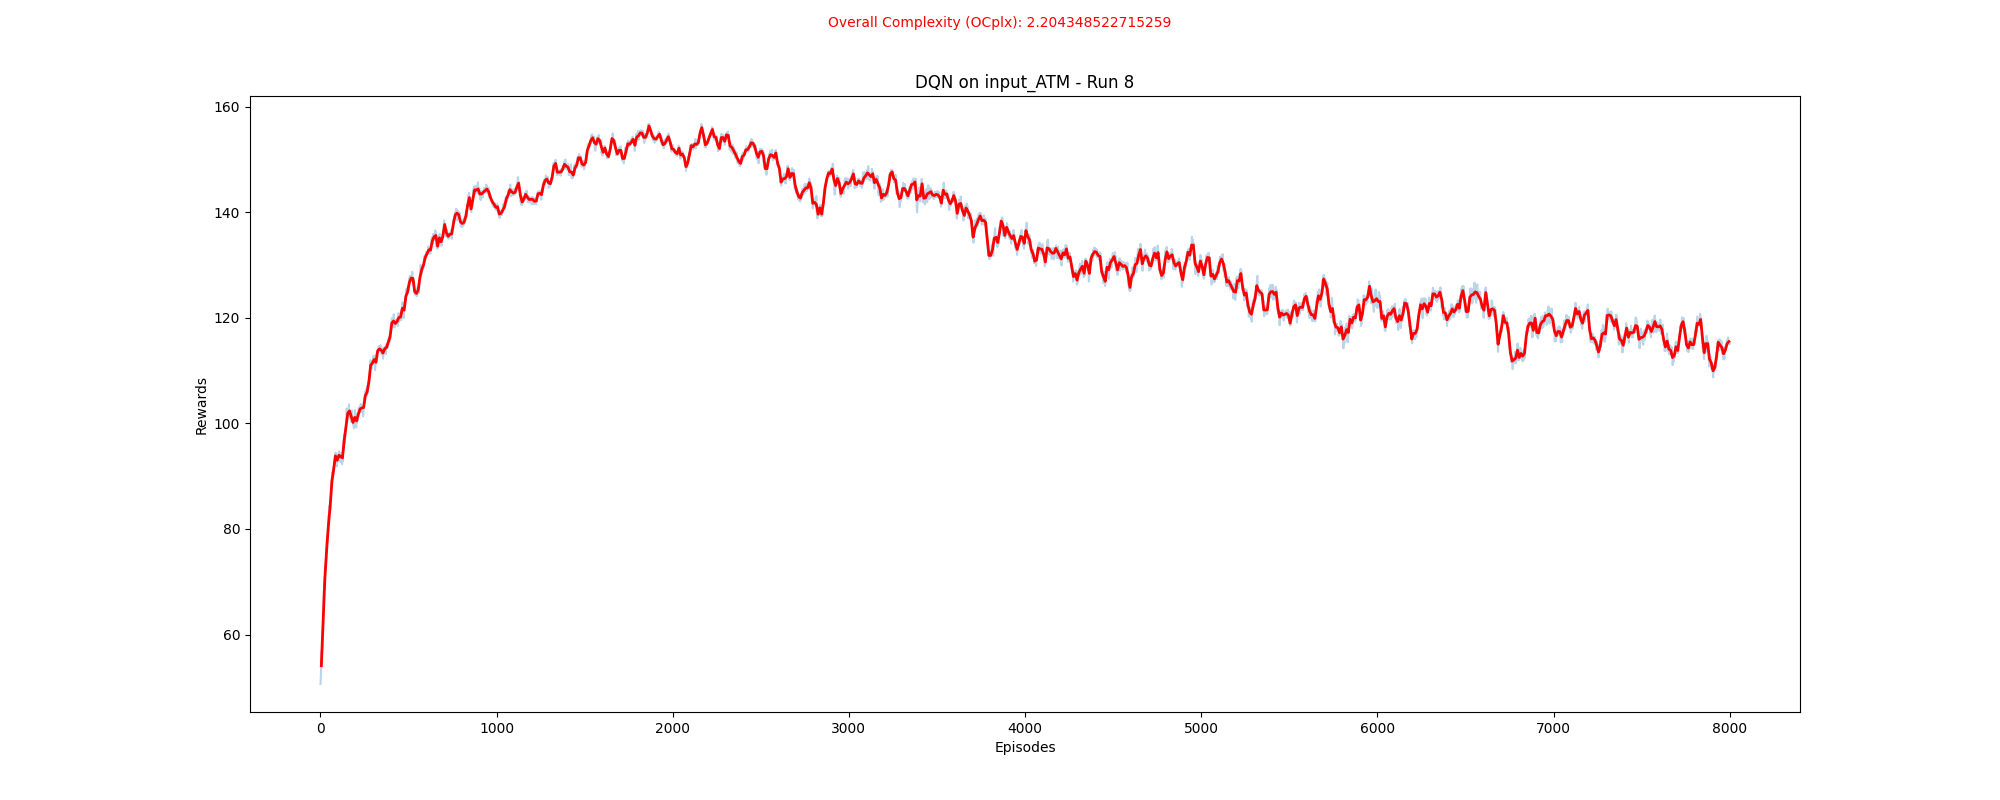 Overall Complexity (OCplx): 2.204348522715259
DQN on input_ATM - Run 8
160
140
120
100
80
60
Rewards
0 1000 2000 3000 4000 5000 6000 7000 8000
Episodes